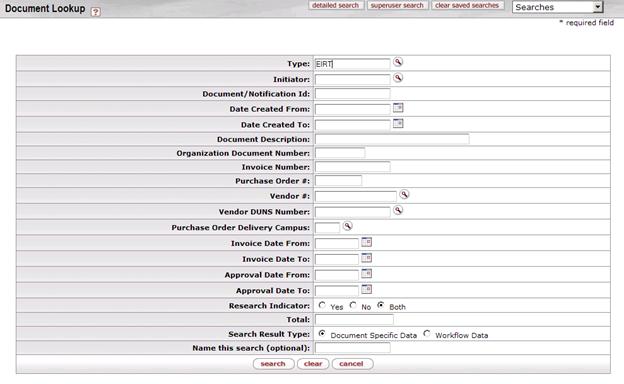 Document Lookup ? detailed search superuser search clear saved searches Searches
* required field
Type: EIRT
Initiator:
Document/Notification Id:
Date Created From:
Date Created To:
Document Description:
Organization Document Number:
Invoice Number:
Purchase Order #:
Vendor #:
Vendor DUNS Number:
Purchase Order Delivery Campus:
Invoice Date From:
Invoice Date To:
Approval Date From:
Approval Date To:
Research Indicator: Yes No Both
Total:
Search Result Type: Document Specific Data Workflow Data
Name this search (optional):
search clear cancel